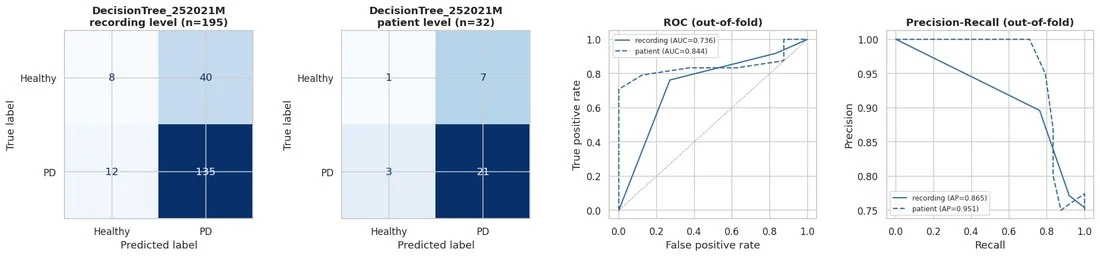 DecisionTree_252021M
recording level (n=195)
True label
Healthy
PD
8
40
12
135
Healthy
PD
Predicted label
DecisionTree_252021M
patient level (n=32)
True label
Healthy
PD
1
7
3
21
Healthy
PD
Predicted label
ROC (out-of-fold)
True positive rate
1.0
0.8
0.6
0.4
0.2
0.0
recording (AUC=0.736)
patient (AUC=0.844)
0.0 0.2 0.4 0.6 0.8 1.0
False positive rate
Precision-Recall (out-of-fold)
Precision
1.00
0.95
0.90
0.85
0.80
0.75
recording (AP=0.865)
patient (AP=0.951)
0.0 0.2 0.4 0.6 0.8 1.0
Recall